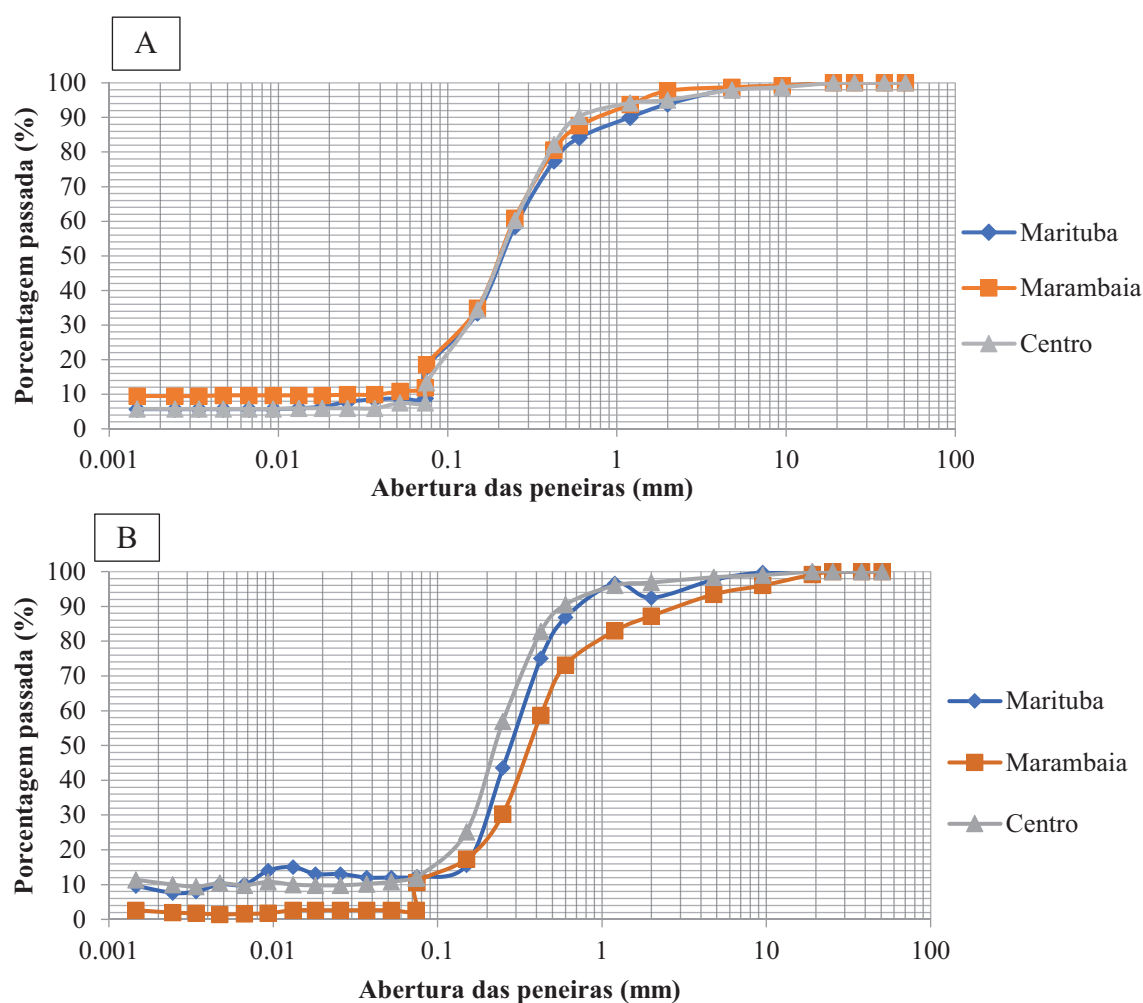 A
Porcentagem passada (%)
100
90
80
70
60
50
40
30
20
10
0
0.001 0.01 0.1 1 10 100
Abertura das peneiras (mm)
Marituba
Marambaia
Centro
B
Porcentagem passada (%)
100
90
80
70
60
50
40
30
20
10
0
0.001 0.01 0.1 1 10 100
Abertura das peneiras (mm)
Marituba
Marambaia
Centro